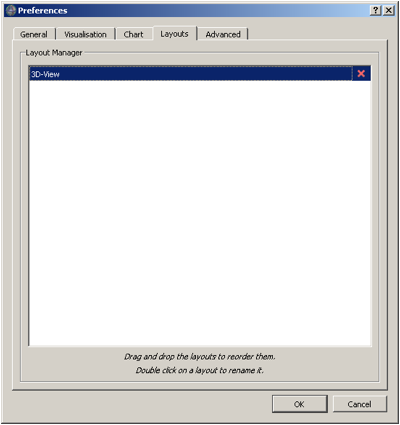 Preferences
General Visualisation Chart Layouts Advanced
Layout Manager
3D-View
Drag and drop the layouts to reorder them.
Double click on a layout to rename it.
OK Cancel